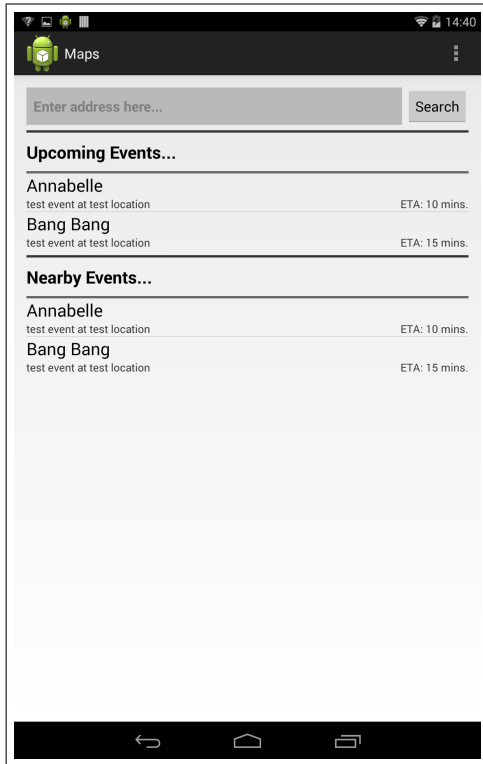 14:40
Maps
Enter address here...
Search
Upcoming Events...
Annabelle
test event at test location
ETA: 10 mins.
Bang Bang
test event at test location
ETA: 15 mins.
Nearby Events...
Annabelle
test event at test location
ETA: 10 mins.
Bang Bang
test event at test location
ETA: 15 mins.